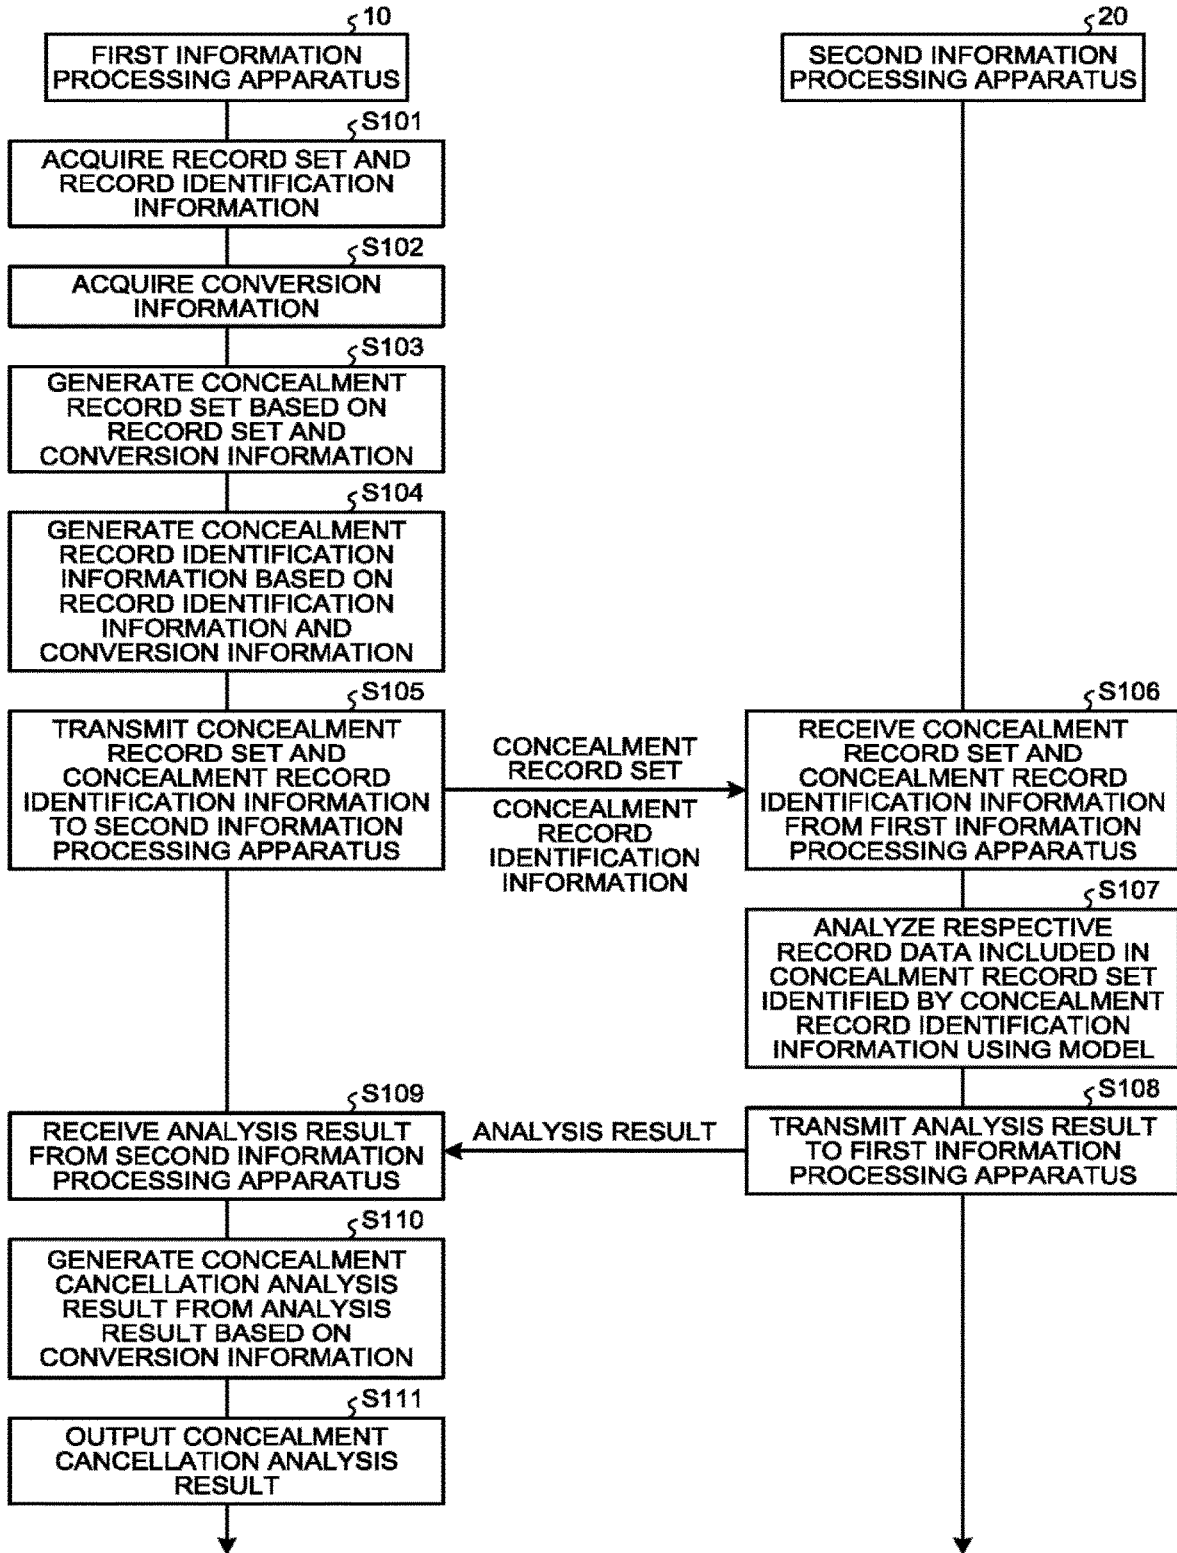 10
FIRST INFORMATION
PROCESSING APPARATUS
20
SECOND INFORMATION
PROCESSING APPARATUS
S101
ACQUIRE RECORD SET AND
RECORD IDENTIFICATION
INFORMATION
S102
ACQUIRE CONVERSION
INFORMATION
S103
GENERATE CONCEALMENT
RECORD SET BASED ON
RECORD SET AND
CONVERSION INFORMATION
S104
GENERATE CONCEALMENT
RECORD IDENTIFICATION
INFORMATION BASED ON
RECORD IDENTIFICATION
INFORMATION AND
CONVERSION INFORMATION
S105
TRANSMIT CONCEALMENT
RECORD SET AND
CONCEALMENT RECORD
IDENTIFICATION INFORMATION
TO SECOND INFORMATION
PROCESSING APPARATUS
CONCEALMENT
RECORD SET
CONCEALMENT
RECORD
IDENTIFICATION
INFORMATION
S106
RECEIVE CONCEALMENT
RECORD SET AND
CONCEALMENT RECORD
IDENTIFICATION INFORMATION
FROM FIRST INFORMATION
PROCESSING APPARATUS
S107
ANALYZE RESPECTIVE
RECORD DATA INCLUDED IN
CONCEALMENT RECORD SET
IDENTIFIED BY CONCEALMENT
RECORD IDENTIFICATION
INFORMATION USING MODEL
S108
TRANSMIT ANALYSIS RESULT
TO FIRST INFORMATION
PROCESSING APPARATUS
ANALYSIS RESULT
S109
RECEIVE ANALYSIS RESULT
FROM SECOND INFORMATION
PROCESSING APPARATUS
S110
GENERATE CONCEALMENT
CANCELLATION ANALYSIS
RESULT FROM ANALYSIS
RESULT BASED ON
CONVERSION INFORMATION
S111
OUTPUT CONCEALMENT
CANCELLATION ANALYSIS
RESULT